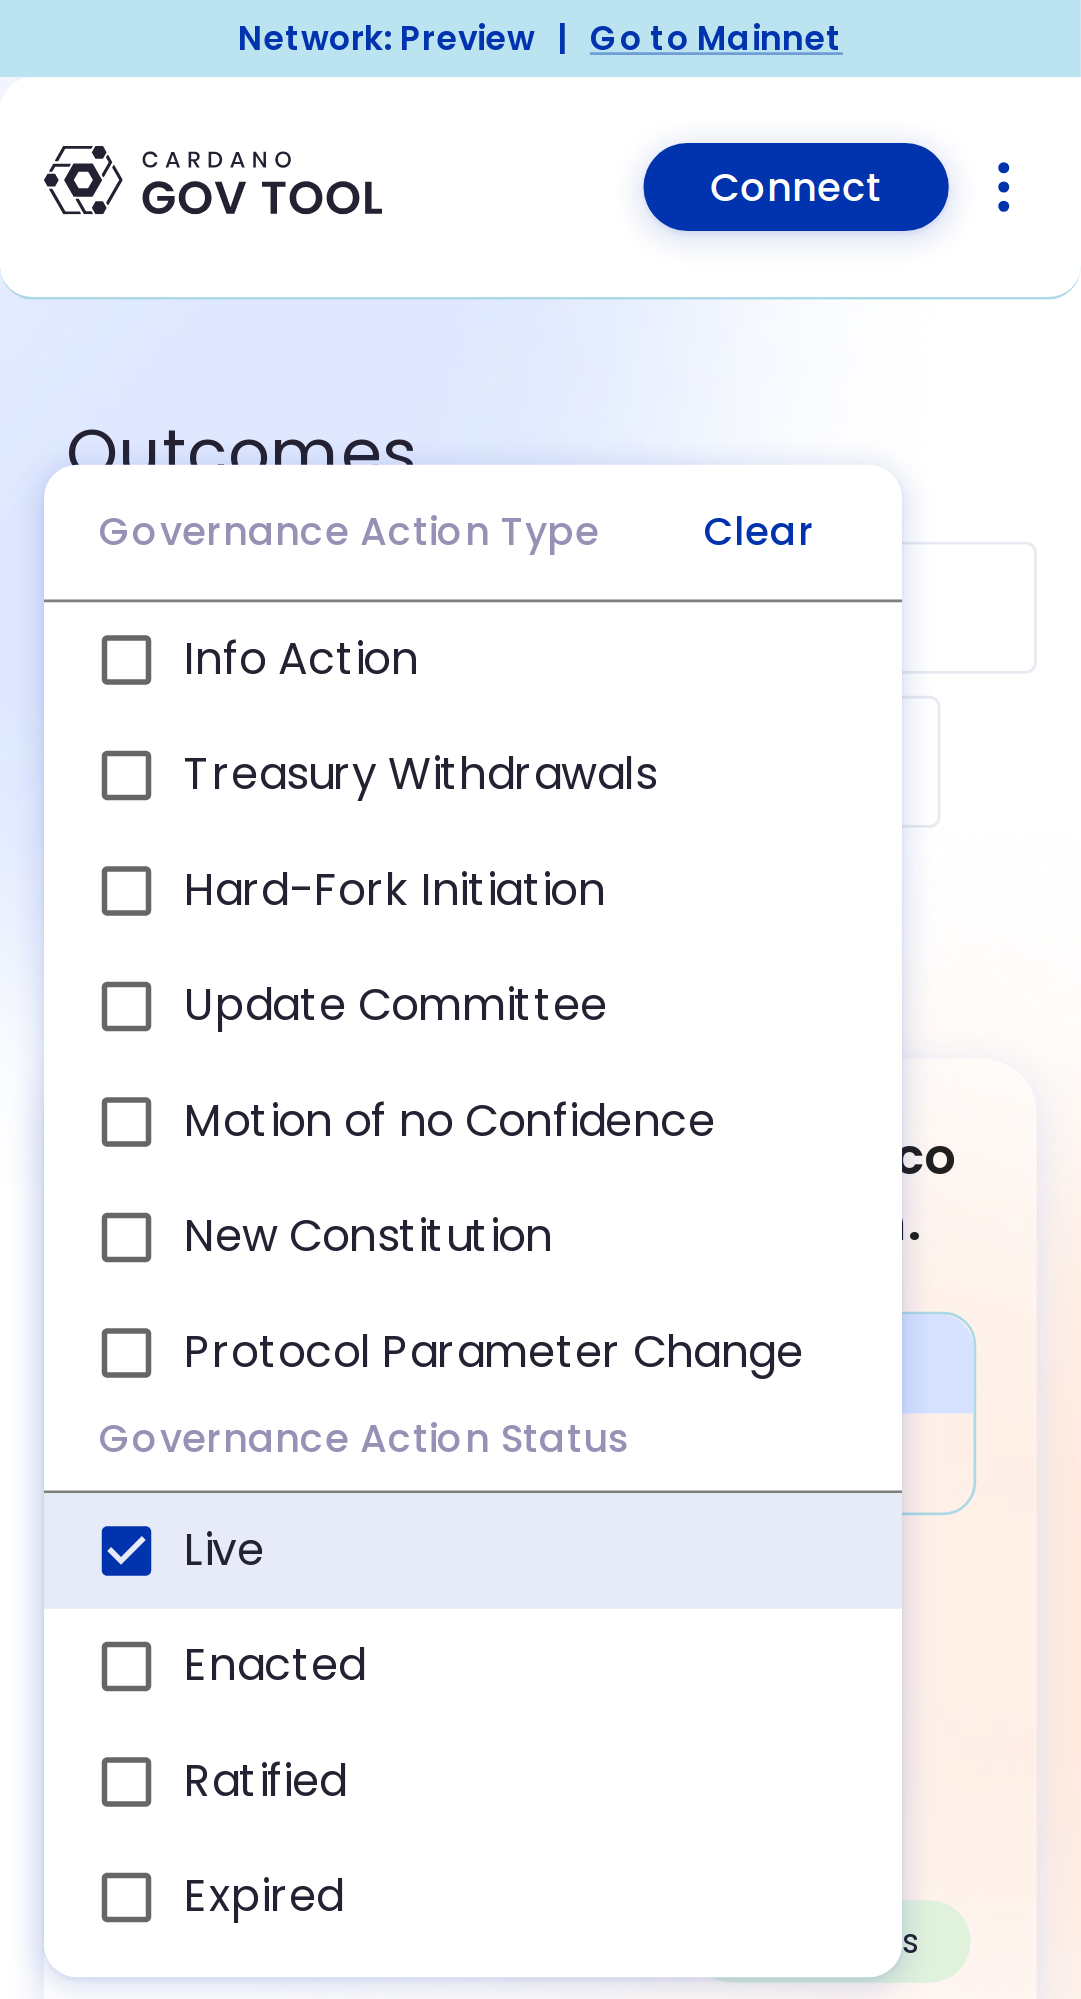 Network: Preview | Go to Mainnet
CARDANO
GOV TOOL
Connect
Outcomes
Governance Action Type Clear
Info Action
Treasury Withdrawals
Hard-Fork Initiation
Update Committee
Motion of no Confidence
New Constitution
Protocol Parameter Change
Governance Action Status
Live
Enacted
Ratified
Expired